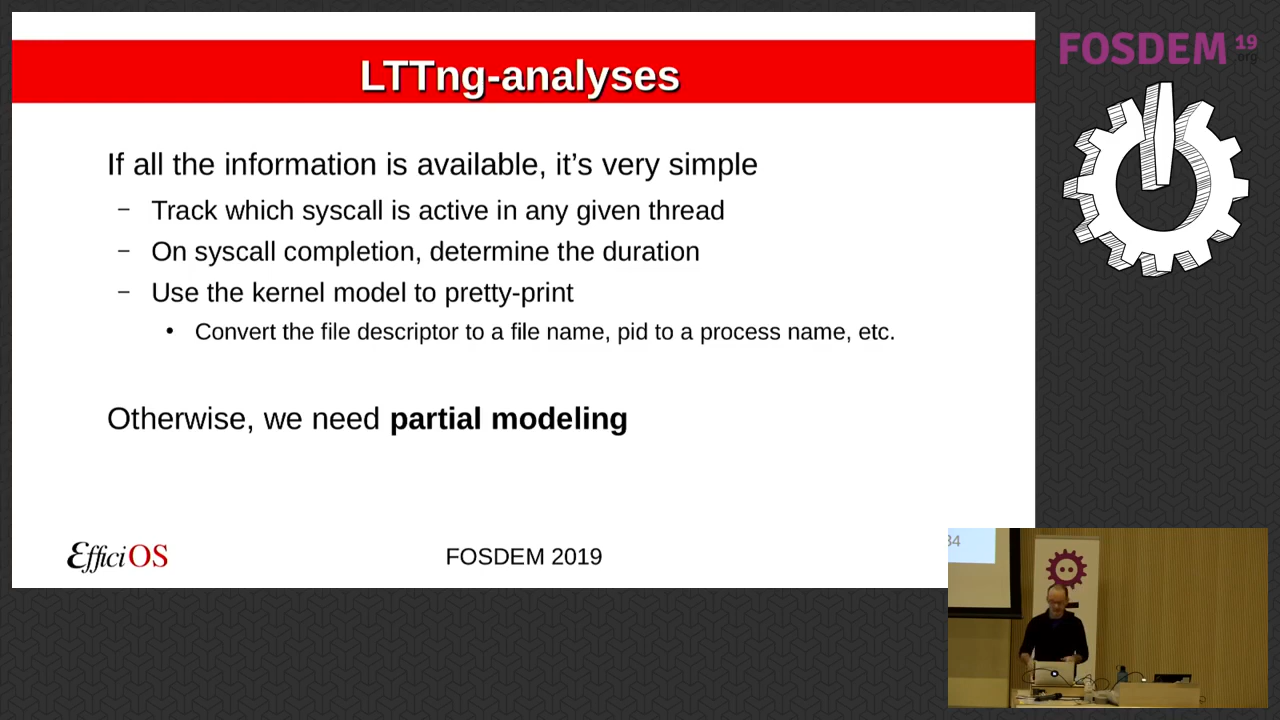 LTTng-analyses
FOSDEM 19
.org
If all the information is available, it’s very simple
– Track which syscall is active in any given thread
– On syscall completion, determine the duration
– Use the kernel model to pretty-print
• Convert the file descriptor to a file name, pid to a process name, etc.
Otherwise, we need partial modeling
EfficiOS
FOSDEM 2019
34